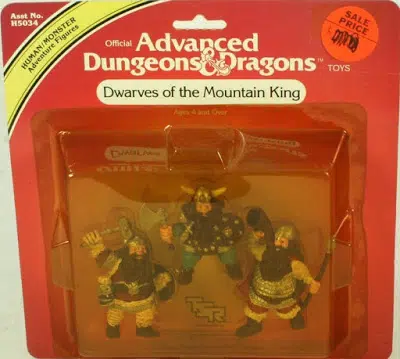 Asst No.
H5034
HUMAN/MONSTER
Adventure Figures
SALE
PRICE
Official
Advanced
Dungeons & Dragons™
TOYS
Dwarves of the Mountain King
Ages 4 and Over
TSR